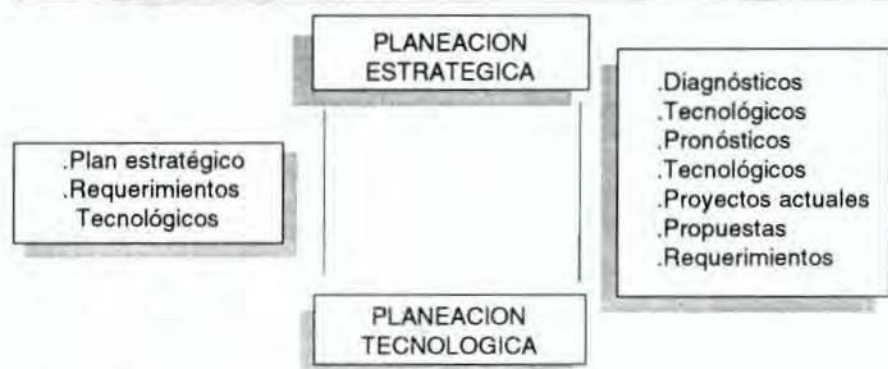 PLANEACION
ESTRATEGICA
.Plan estratégico
.Requerimientos
Tecnológicos
.Diagnósticos
.Tecnológicos
.Pronósticos
.Tecnológicos
.Proyectos actuales
.Propuestas
.Requerimientos
PLANEACION
TECNOLOGICA